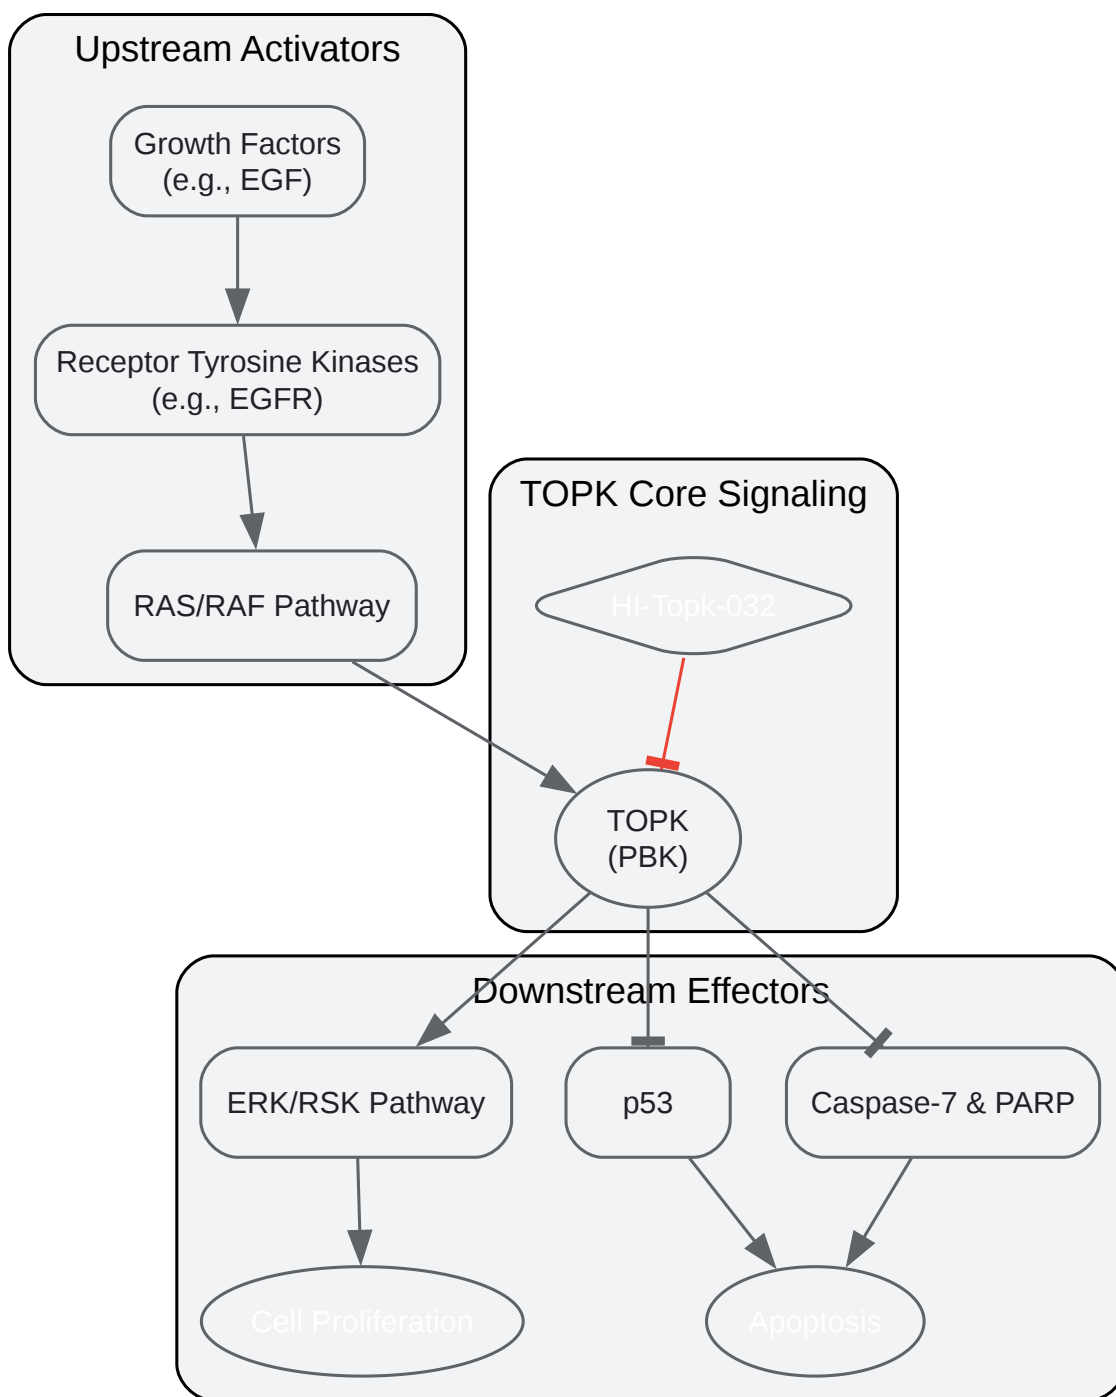 Upstream Activators
Growth Factors
(e.g., EGF)
Receptor Tyrosine Kinases
(e.g., EGFR)
RAS/RAF Pathway
TOPK Core Signaling
HI-Topk-032
TOPK
(PBK)
Downstream Effectors
ERK/RSK Pathway
p53
Caspase-7 & PARP
Cell Proliferation
Apoptosis